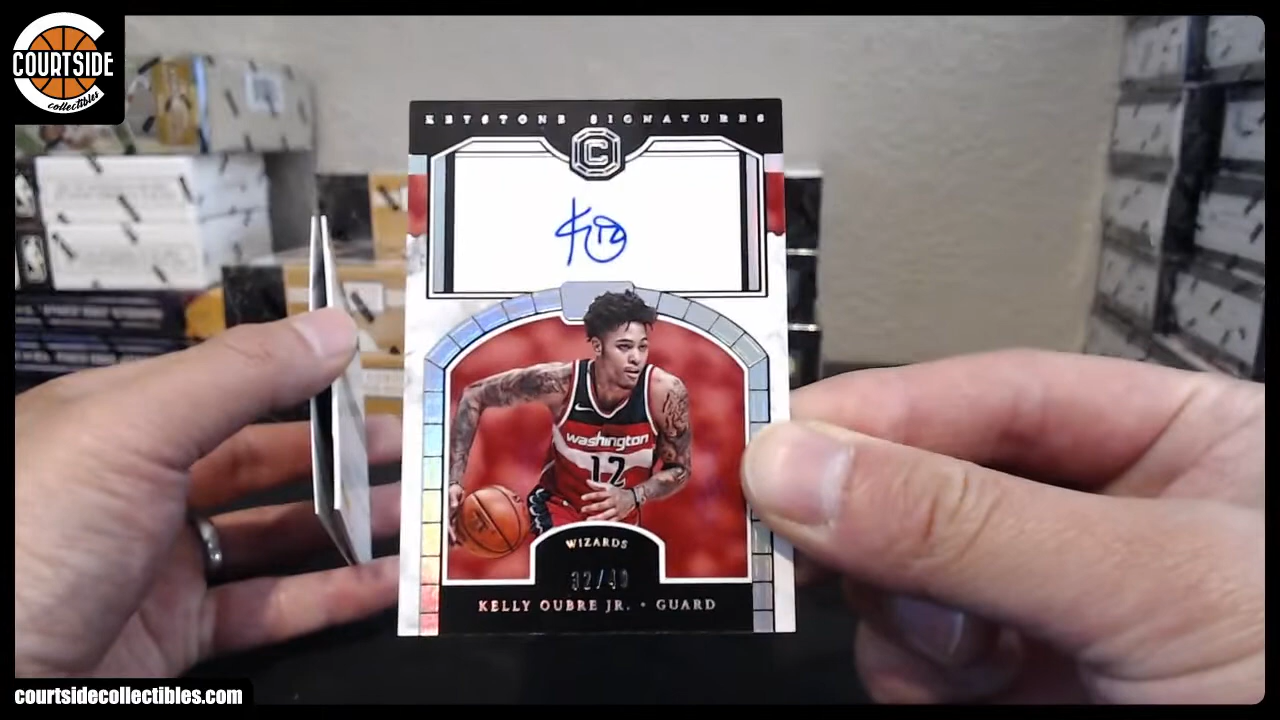 COURTSIDE
collectibles
KEYSTONE SIGNATURES
C
washington
12
WIZARDS
32/49
KELLY OUBRE JR. • GUARD
courtsidecollectibles.com